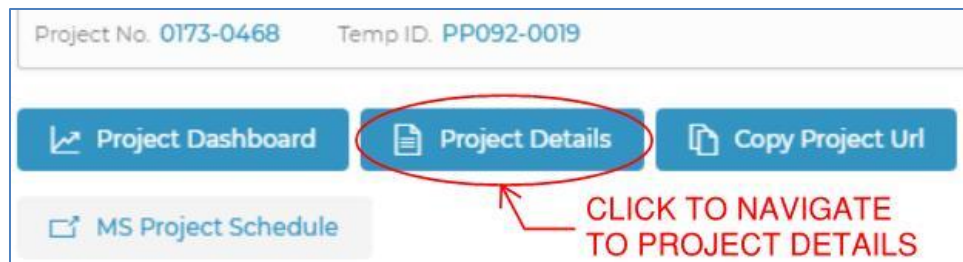 Project No. 0173-0468 Temp ID. PP092-0019
Project Dashboard Project Details Copy Project Url
MS Project Schedule
CLICK TO NAVIGATE
TO PROJECT DETAILS